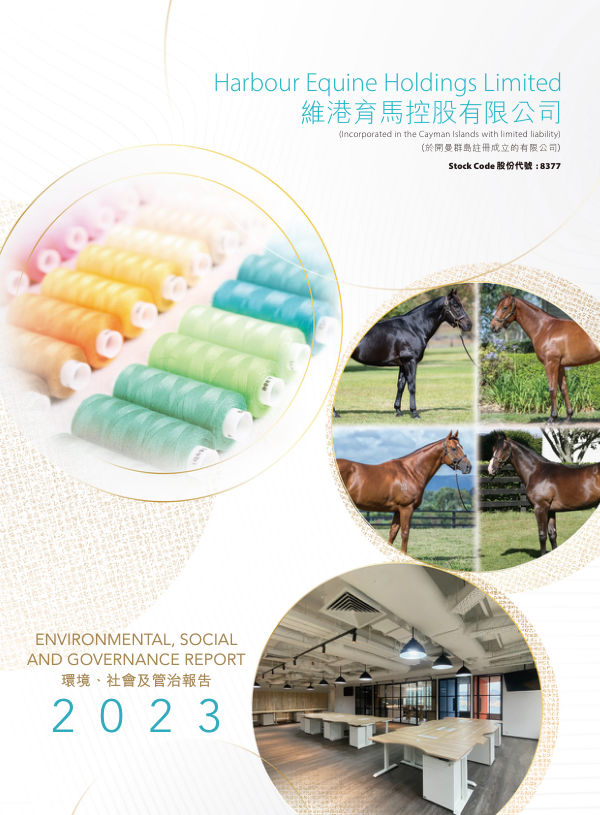 Harbour Equine Holdings Limited
維港育馬控股有限公司
(Incorporated in the Cayman Islands with limited liability)
(於開曼群島註冊成立的有限公司)
Stock Code 股份代號 : 8377
ENVIRONMENTAL, SOCIAL
AND GOVERNANCE REPORT
環境、社會及管治報告
2023